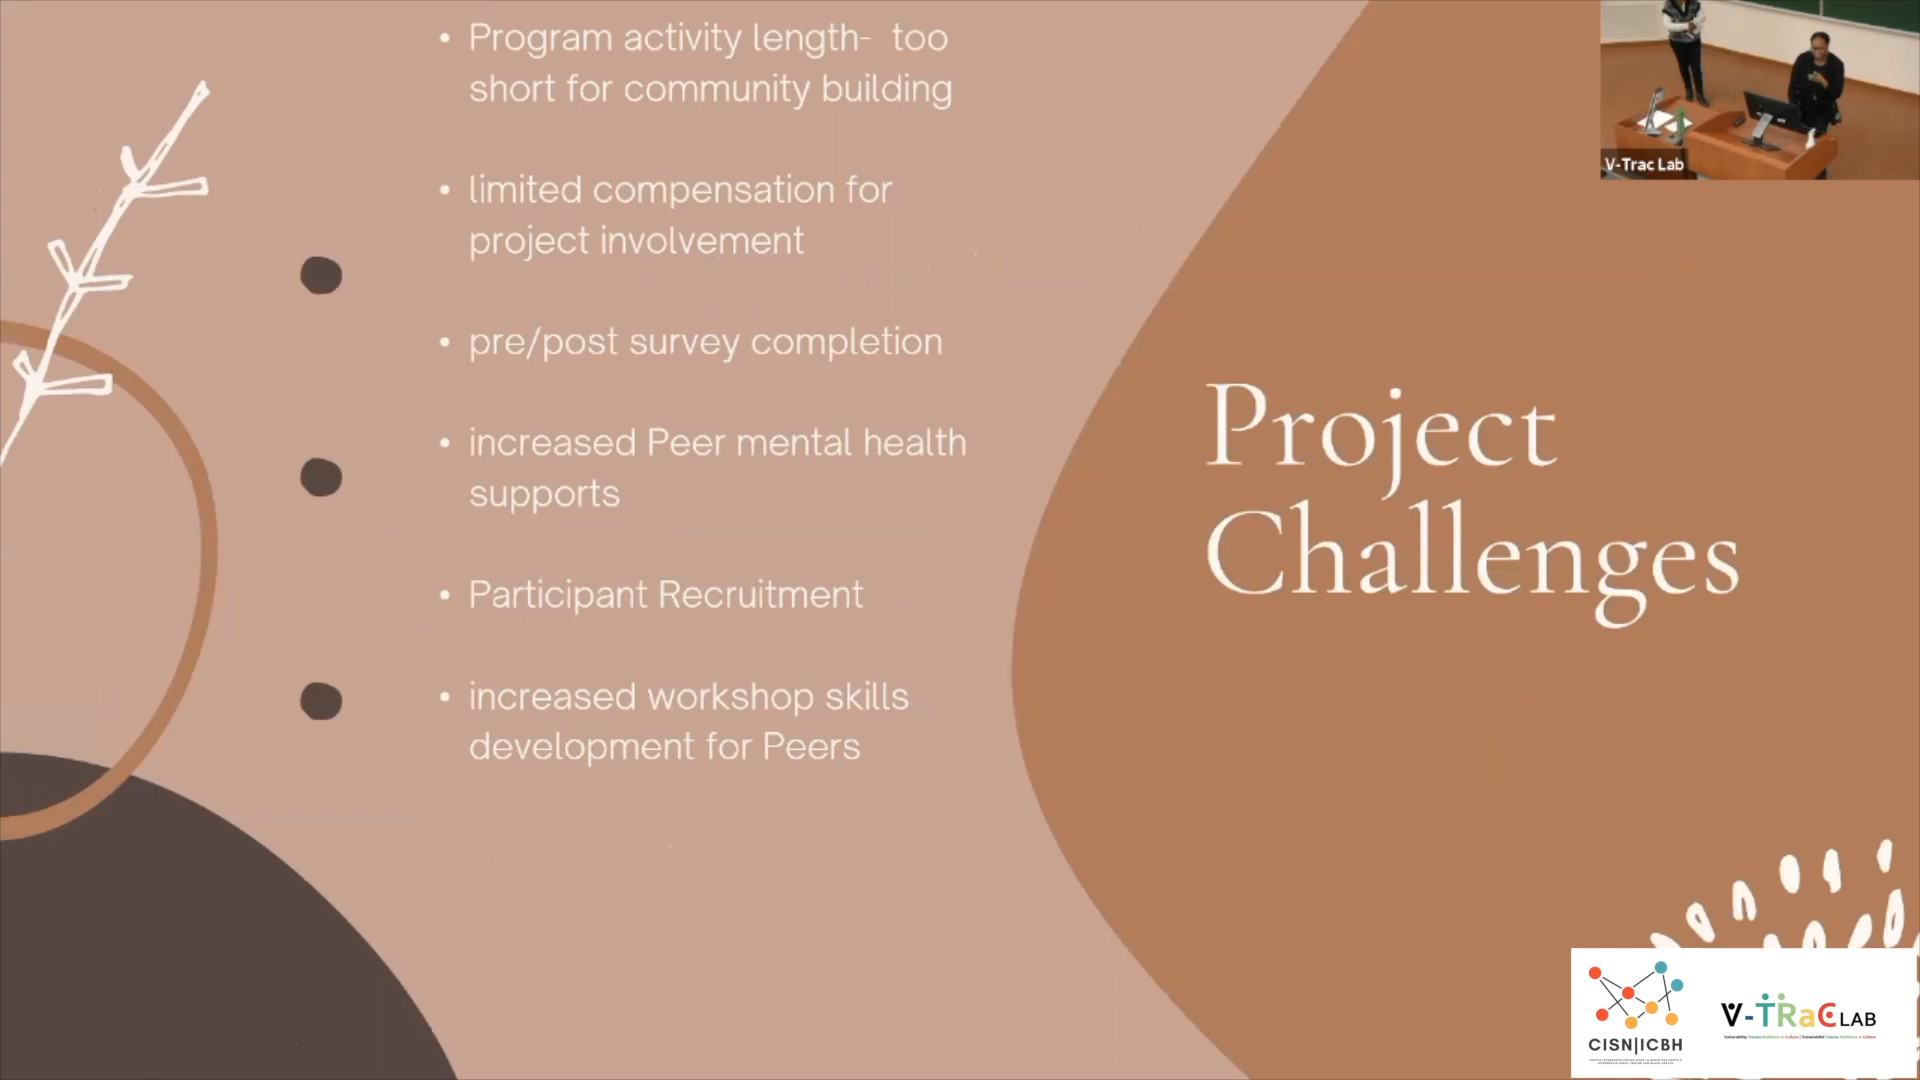 • Program activity length- too
short for community building
• limited compensation for
project involvement
• pre/post survey completion
• increased Peer mental health
supports
• Participant Recruitment
• increased workshop skills
development for Peers
Project
Challenges
V-Trac Lab
CISN|ICBH
V-TRaC LAB